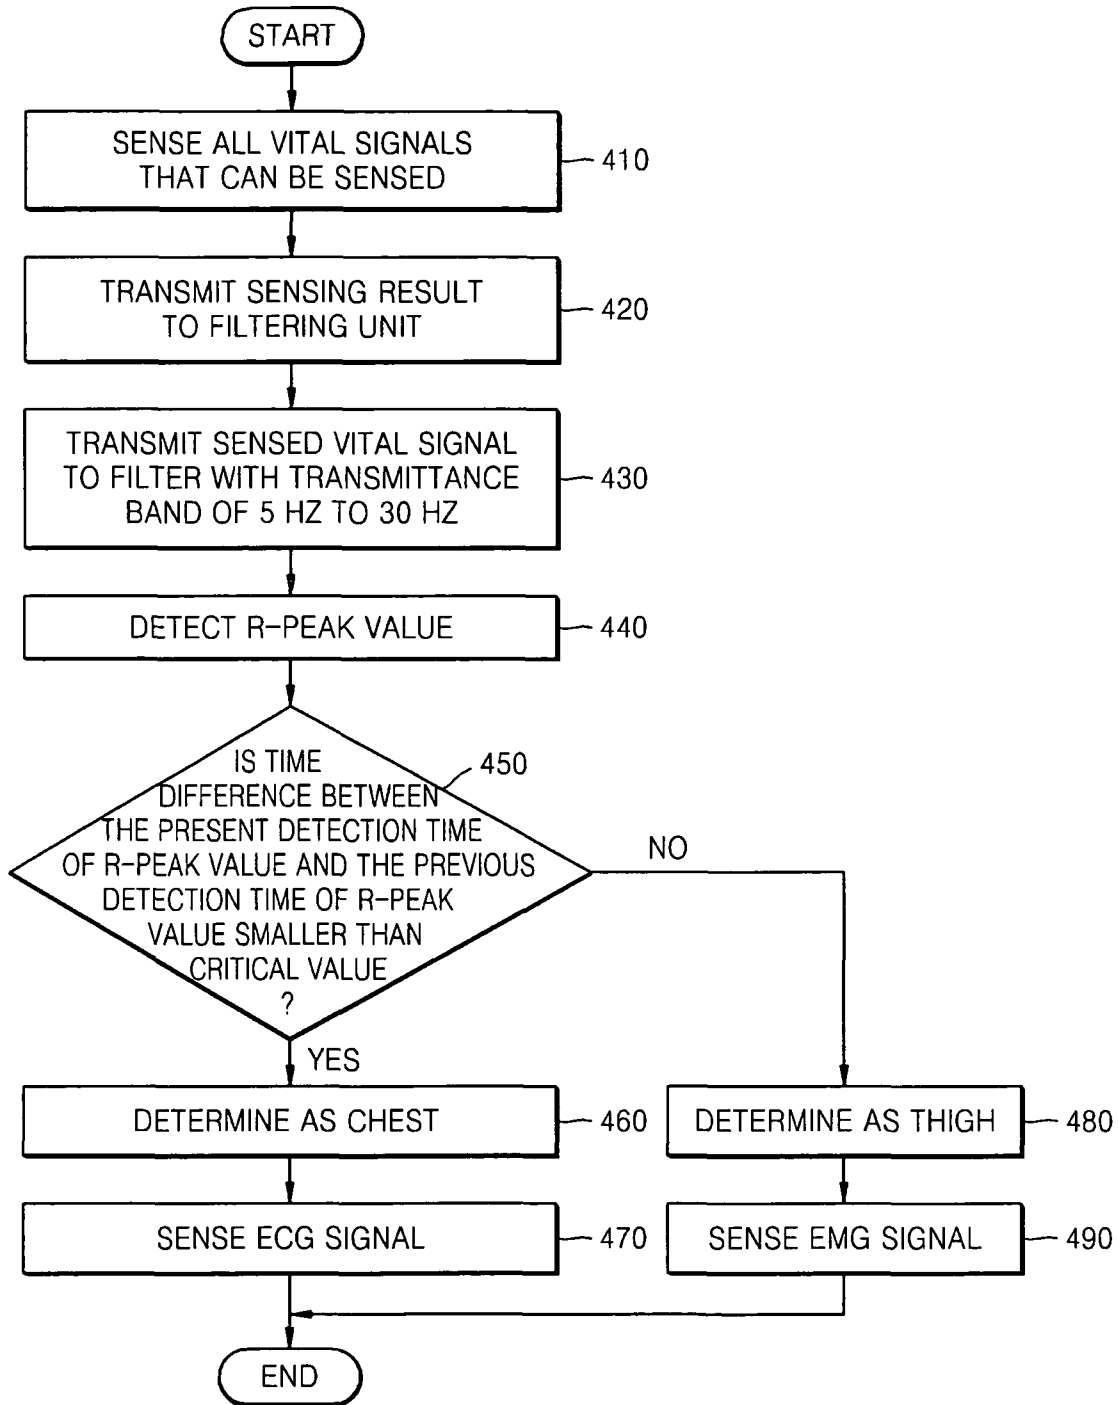 START
SENSE ALL VITAL SIGNALS
THAT CAN BE SENSED
410
TRANSMIT SENSING RESULT
TO FILTERING UNIT
420
TRANSMIT SENSED VITAL SIGNAL
TO FILTER WITH TRANSMITTANCE
BAND OF 5 HZ TO 30 HZ
430
DETECT R-PEAK VALUE
440
IS TIME
DIFFERENCE BETWEEN
THE PRESENT DETECTION TIME
OF R-PEAK VALUE AND THE PREVIOUS
DETECTION TIME OF R-PEAK
VALUE SMALLER THAN
CRITICAL VALUE
?
450
NO
YES
DETERMINE AS CHEST
460
DETERMINE AS THIGH
480
SENSE ECG SIGNAL
470
SENSE EMG SIGNAL
490
END